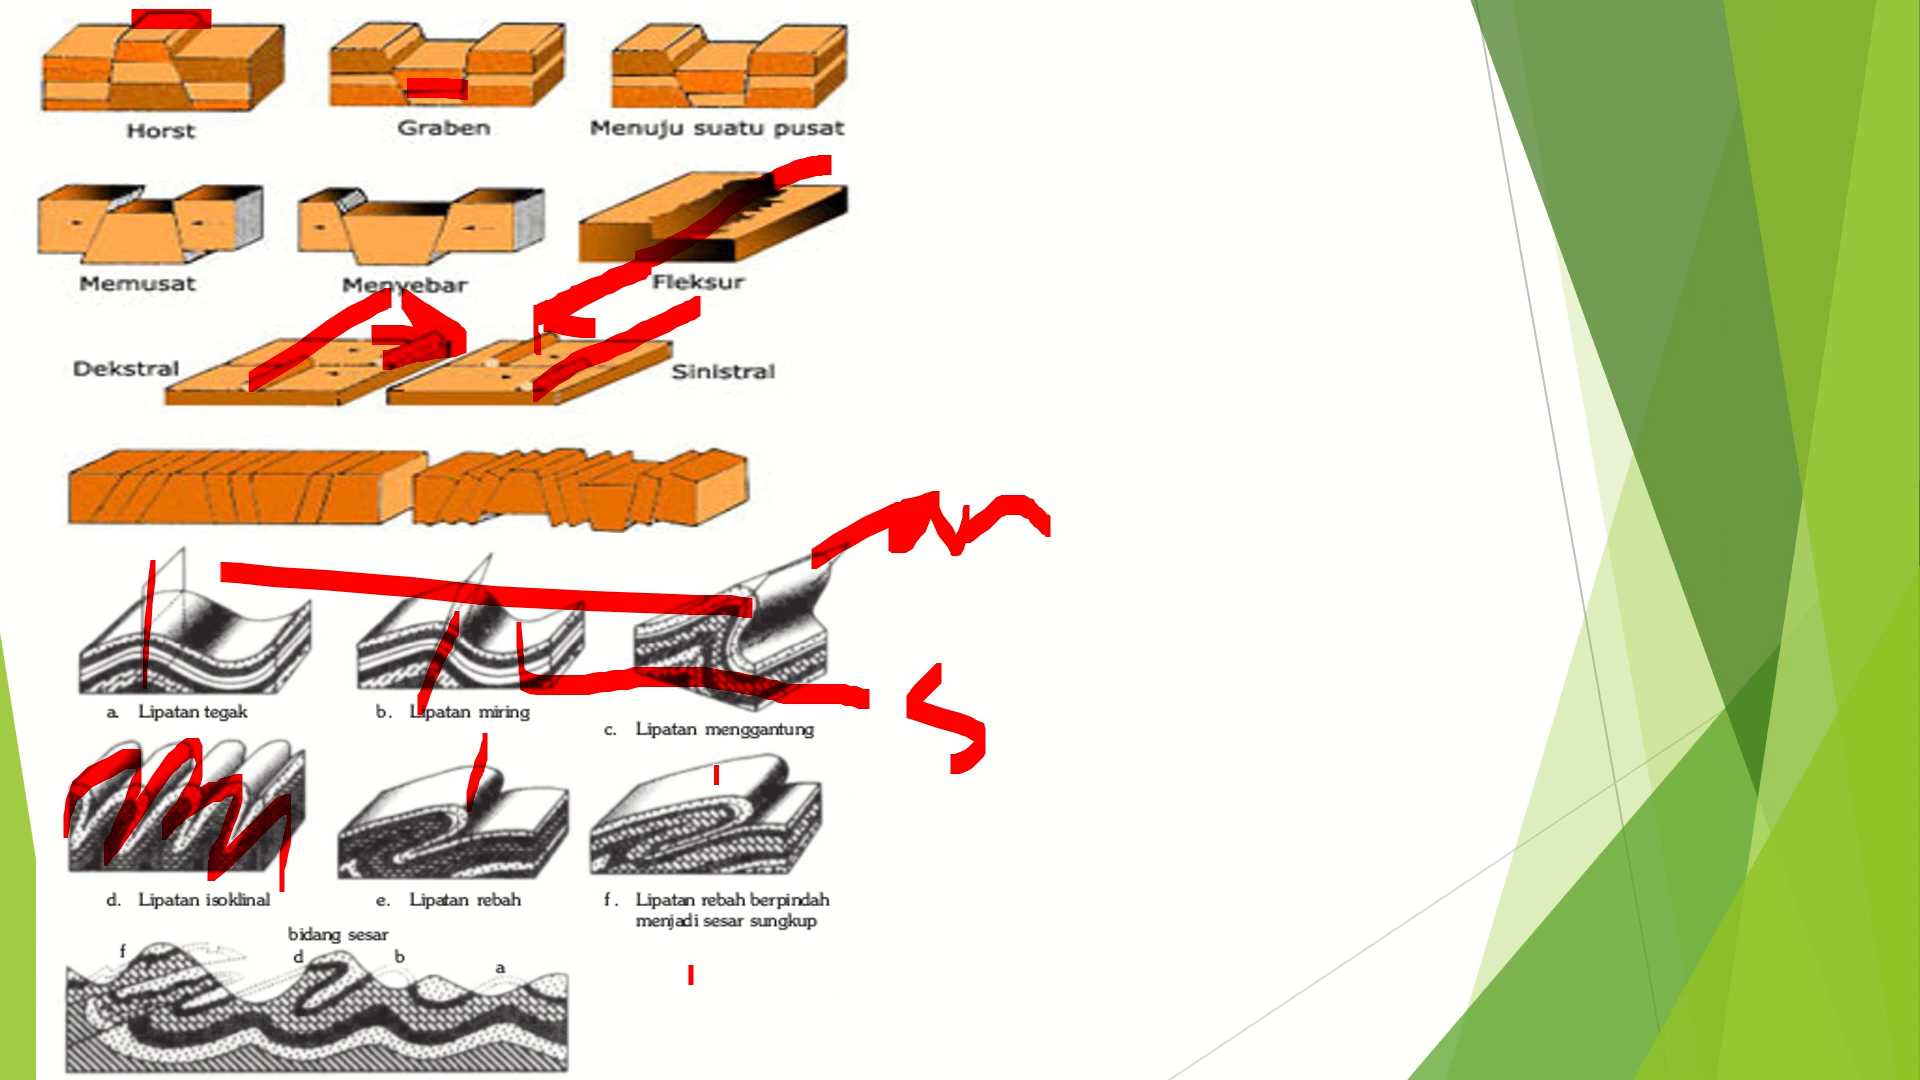 Horst
Graben
Menuju suatu pusat
Memusat
Menyebar
Fleksur
Dekstral
Sinistral
a. Lipatan tegak
b. Lipatan miring
c. Lipatan menggantung
d. Lipatan isoklinal
e. Lipatan rebah
f. Lipatan rebah berpindah
menjadi sesar sungkup
bidang sesar
f
d
b
a